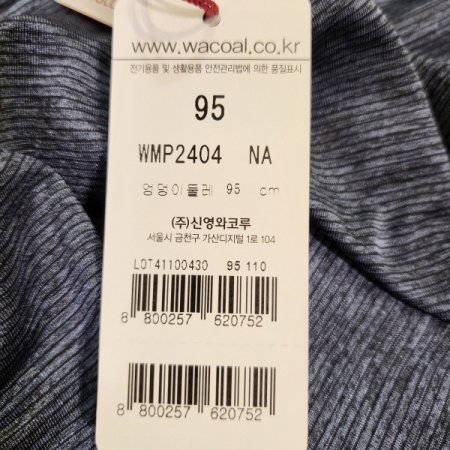 www.wacoal.co.kr
전기용품 및 생활용품 안전관리법에 의한 품질표시
95
WMP2404 NA
엉덩이둘레 95 cm
(주)신영와코루
서울시 금천구 가산디지털 1로 104
LOT41100430 95 110
8 800257 620752
8 800257 620752